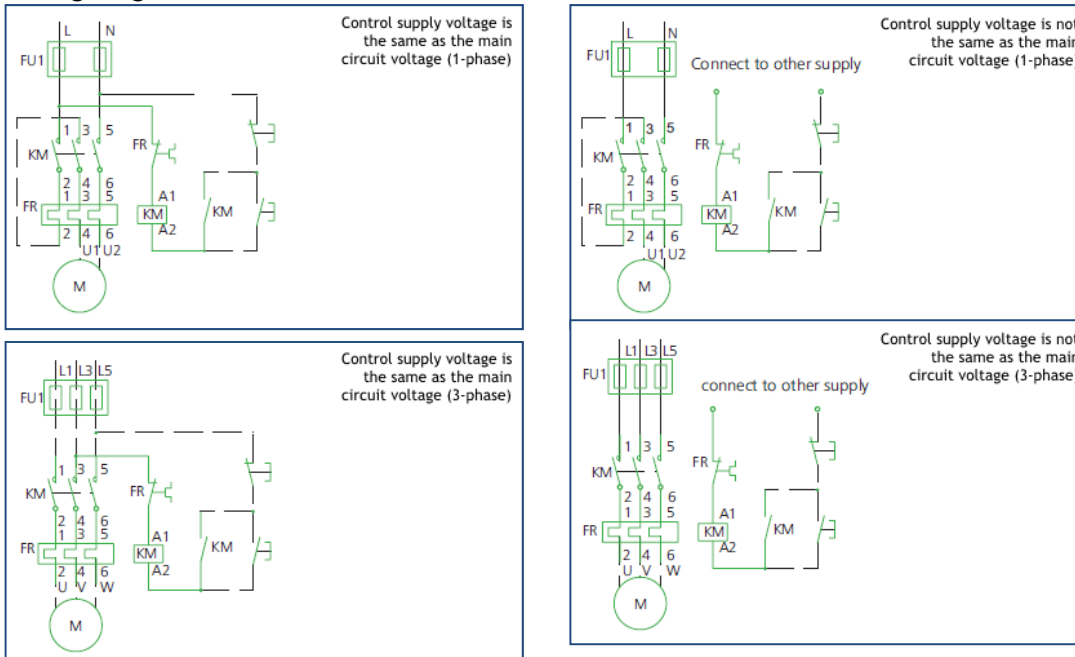 Control supply voltage is
the same as the main
circuit voltage (1-phase)
L N
FU1
1 3 5
KM
FR
2 4 6
1 3 5
FR
A1
KM
A2
KM
2 4 6
U1 U2
M
Control supply voltage is not
the same as the main
circuit voltage (1-phase)
L N
FU1
Connect to other supply
1 3 5
KM
FR
2 4 6
1 3 5
FR
A1
KM
A2
KM
2 4 6
U1 U2
M
Control supply voltage is
the same as the main
circuit voltage (3-phase)
L1 L3 L5
FU1
1 3 5
KM
FR
2 4 6
1 3 5
FR
A1
KM
A2
KM
2 4 6
U V W
M
Control supply voltage is not
the same as the main
circuit voltage (3-phase)
L1 L3 L5
FU1
connect to other supply
1 3 5
KM
FR
2 4 6
1 3 5
FR
A1
KM
A2
KM
2 4 6
U V W
M